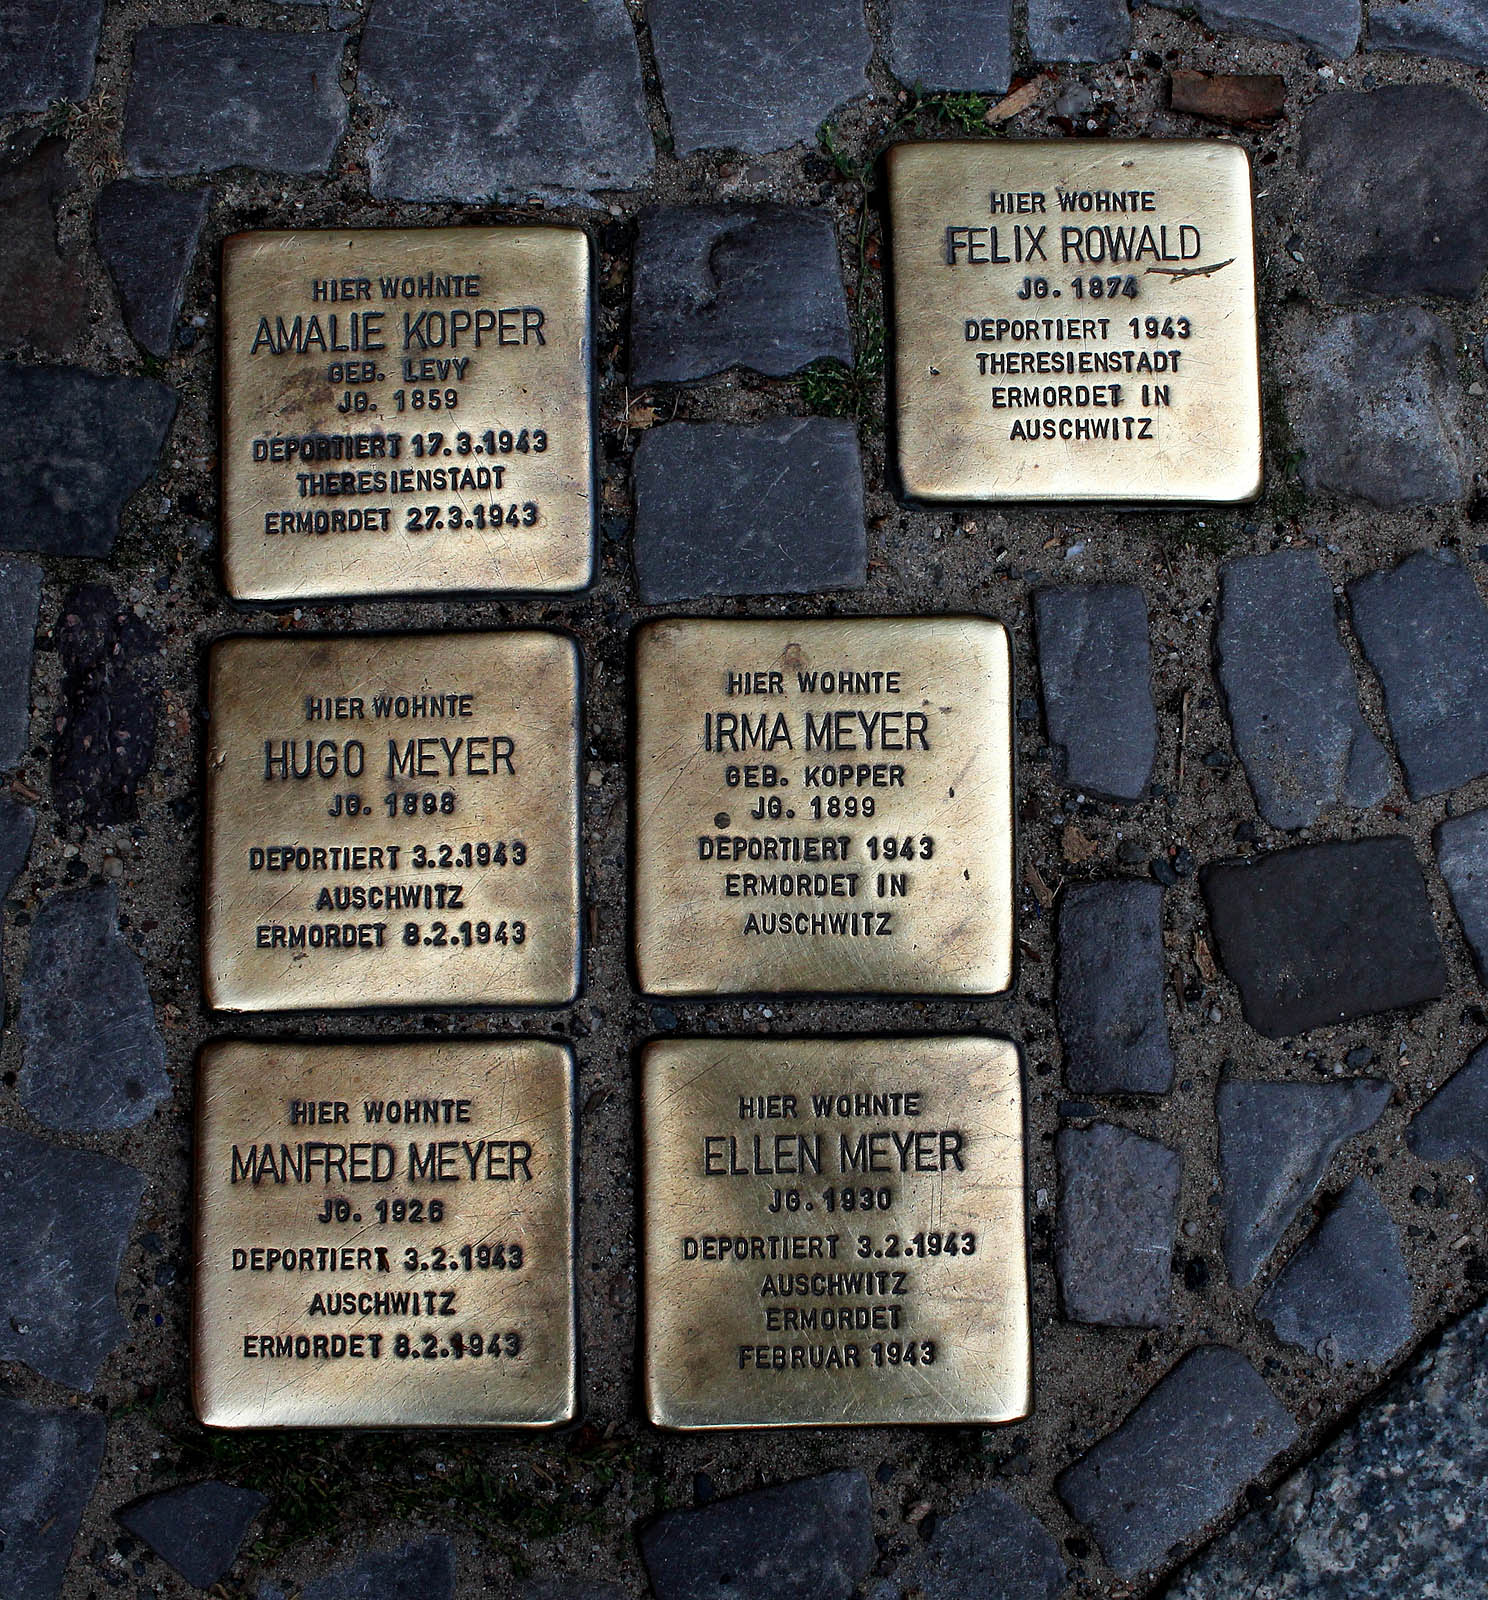 HIER WOHNTE
AMALIE KOPPER
GEB. LEVY
JG. 1859
DEPORTIERT 17.3.1943
THERESIENSTADT
ERMORDET 27.3.1943
HIER WOHNTE
FELIX ROWALD
JG. 1874
DEPORTIERT 1943
THERESIENSTADT
ERMORDET IN
AUSCHWITZ
HIER WOHNTE
HUGO MEYER
JG. 1898
DEPORTIERT 3.2.1943
AUSCHWITZ
ERMORDET 8.2.1943
HIER WOHNTE
IRMA MEYER
GEB. KOPPER
JG. 1899
DEPORTIERT 1943
ERMORDET IN
AUSCHWITZ
HIER WOHNTE
MANFRED MEYER
JG. 1926
DEPORTIERT 3.2.1943
AUSCHWITZ
ERMORDET 8.2.1943
HIER WOHNTE
ELLEN MEYER
JG. 1930
DEPORTIERT 3.2.1943
AUSCHWITZ
ERMORDET
FEBRUAR 1943